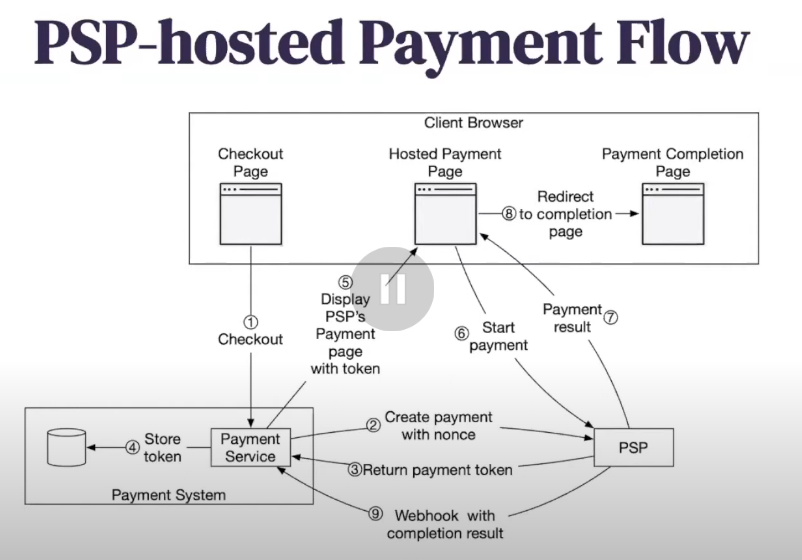 PSP-hosted Payment Flow
Client Browser
Checkout
Page
Hosted Payment
Page
Payment Completion
Page
⑧
Redirect
to completion
page
①
Checkout
⑤
Display
PSP's
Payment
page
with token
⑥
Start
payment
Payment
result
⑦
④
Store
token
Payment
Service
②
Create payment
with nonce
③
Return payment token
PSP
Payment System
⑨
Webhook with
completion result